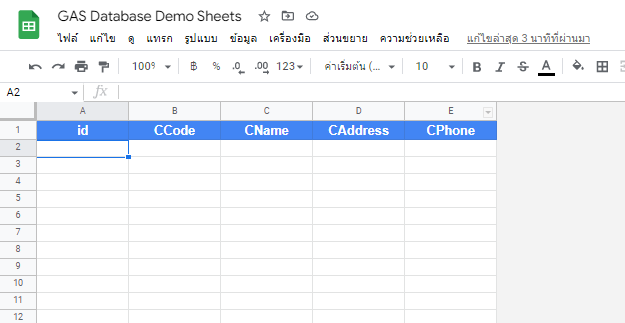 GAS Database Demo Sheets
ไฟล์ แก้ไข ดู แทรก รูปแบบ ข้อมูล เครื่องมือ ส่วนขยาย ความช่วยเหลือ แก้ไขล่าสุด 3 นาทีที่ผ่านมา
100% ฿ % .0 .00 123 ค่าเริ่มต้น (... 10 B I S A
A2 fx
A B C D E
1 id CCode CName CAddress CPhone
2
3
4
5
6
7
8
9
10
11
12